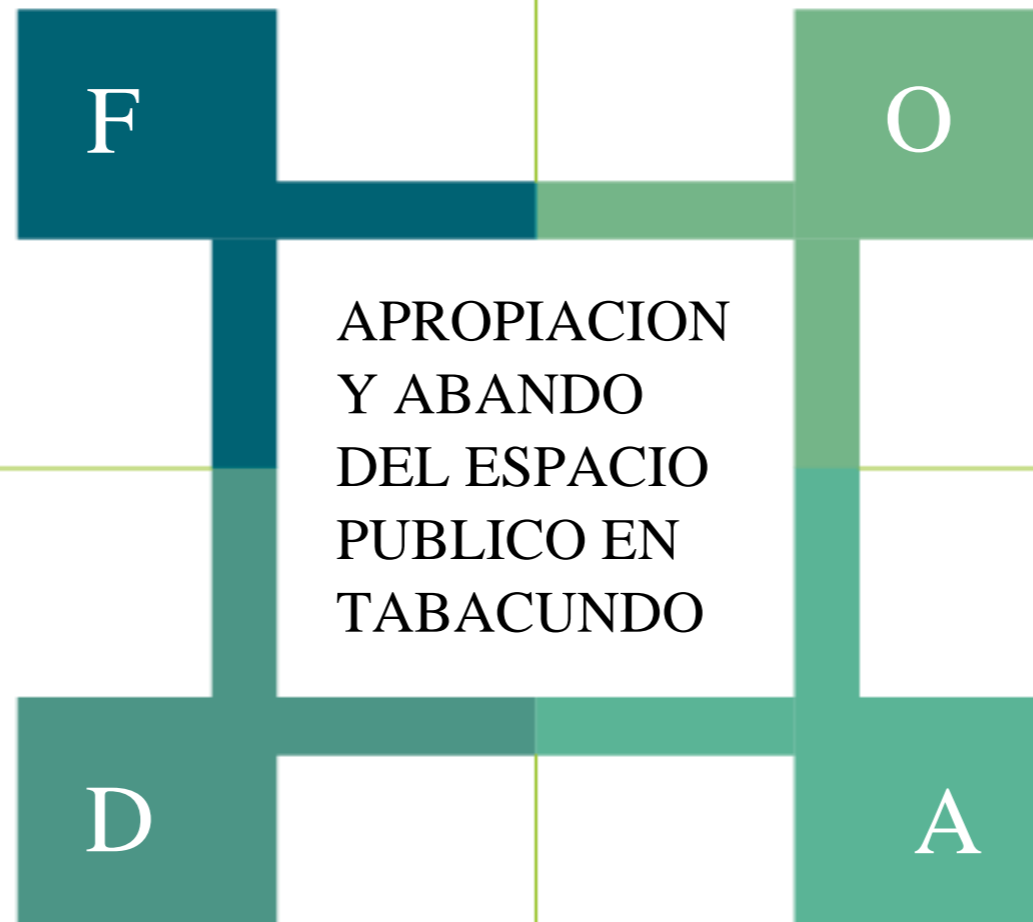 F
O
APROPIACION
Y ABANDO
DEL ESPACIO
PUBLICO EN
TABACUNDO
D
A